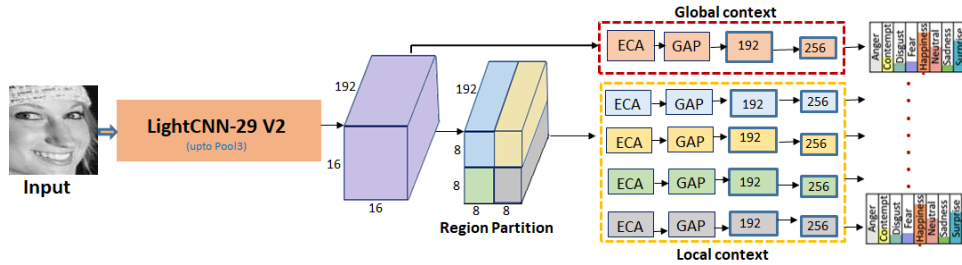 Global context
ECA GAP 192 256
Anger
Contempt
Disgust
Fear
Happiness
Neutral
Sadness
Surprise
192
192
LightCNN-29 V2
(upto Pool3)
Input
16
16
8
8
8 8
Region Partition
ECA GAP 192 256
ECA GAP 192 256
ECA GAP 192 256
ECA GAP 192 256
Local context
Anger
Contempt
Disgust
Fear
Happiness
Neutral
Sadness
Surprise